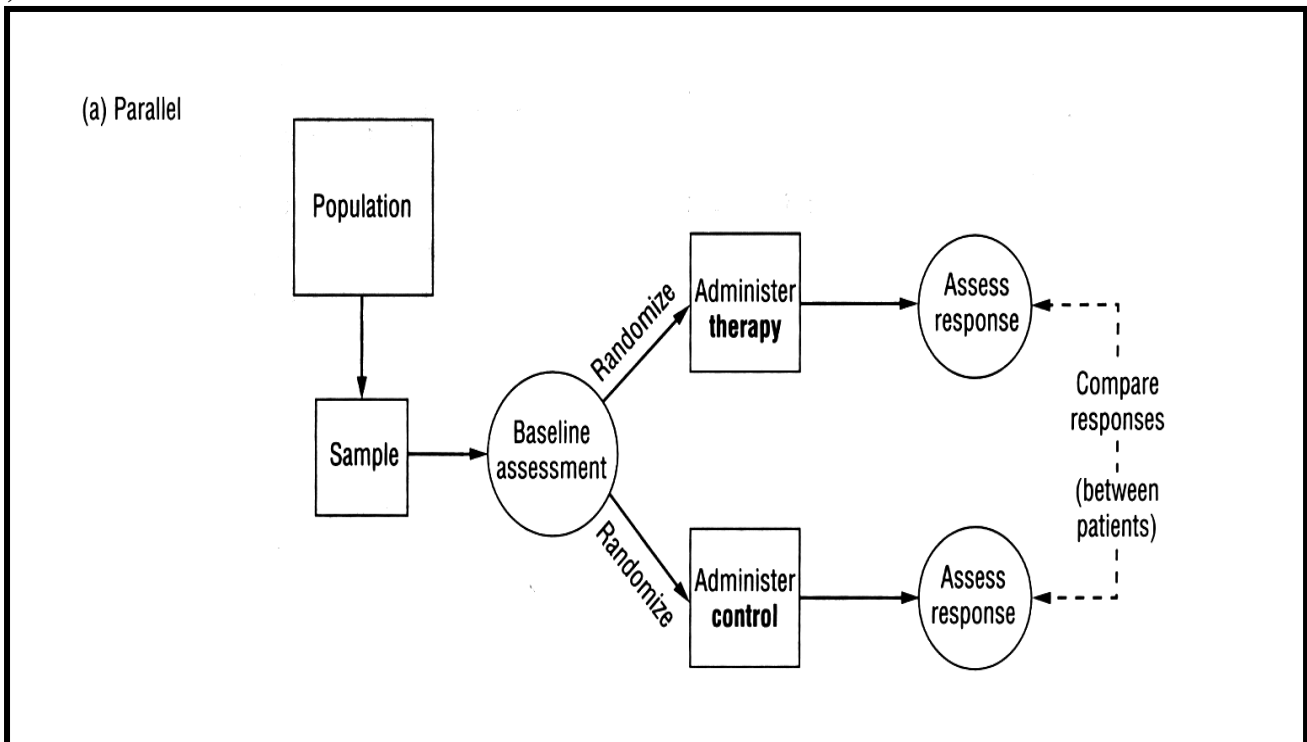 (a) Parallel
Population
Sample
Baseline
assessment
Randomize
Randomize
Administer
therapy
Administer
control
Assess
response
Assess
response
Compare
responses
(between
patients)